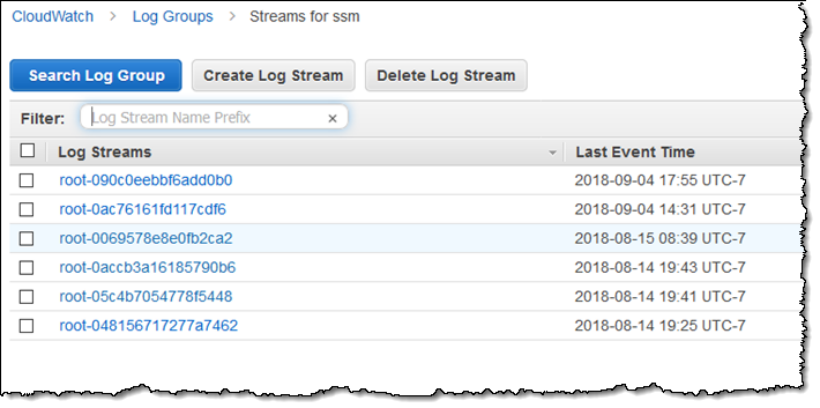 CloudWatch > Log Groups > Streams for ssm
Search Log Group Create Log Stream Delete Log Stream
Filter: Log Stream Name Prefix ×
Log Streams Last Event Time
root-090c0eebbf6add0b0 2018-09-04 17:55 UTC-7
root-0ac76161fd117cdf6 2018-09-04 14:31 UTC-7
root-0069578e8e0fb2ca2 2018-08-15 08:39 UTC-7
root-0accb3a16185790b6 2018-08-14 19:43 UTC-7
root-05c4b7054778f5448 2018-08-14 19:41 UTC-7
root-048156717277a7462 2018-08-14 19:25 UTC-7